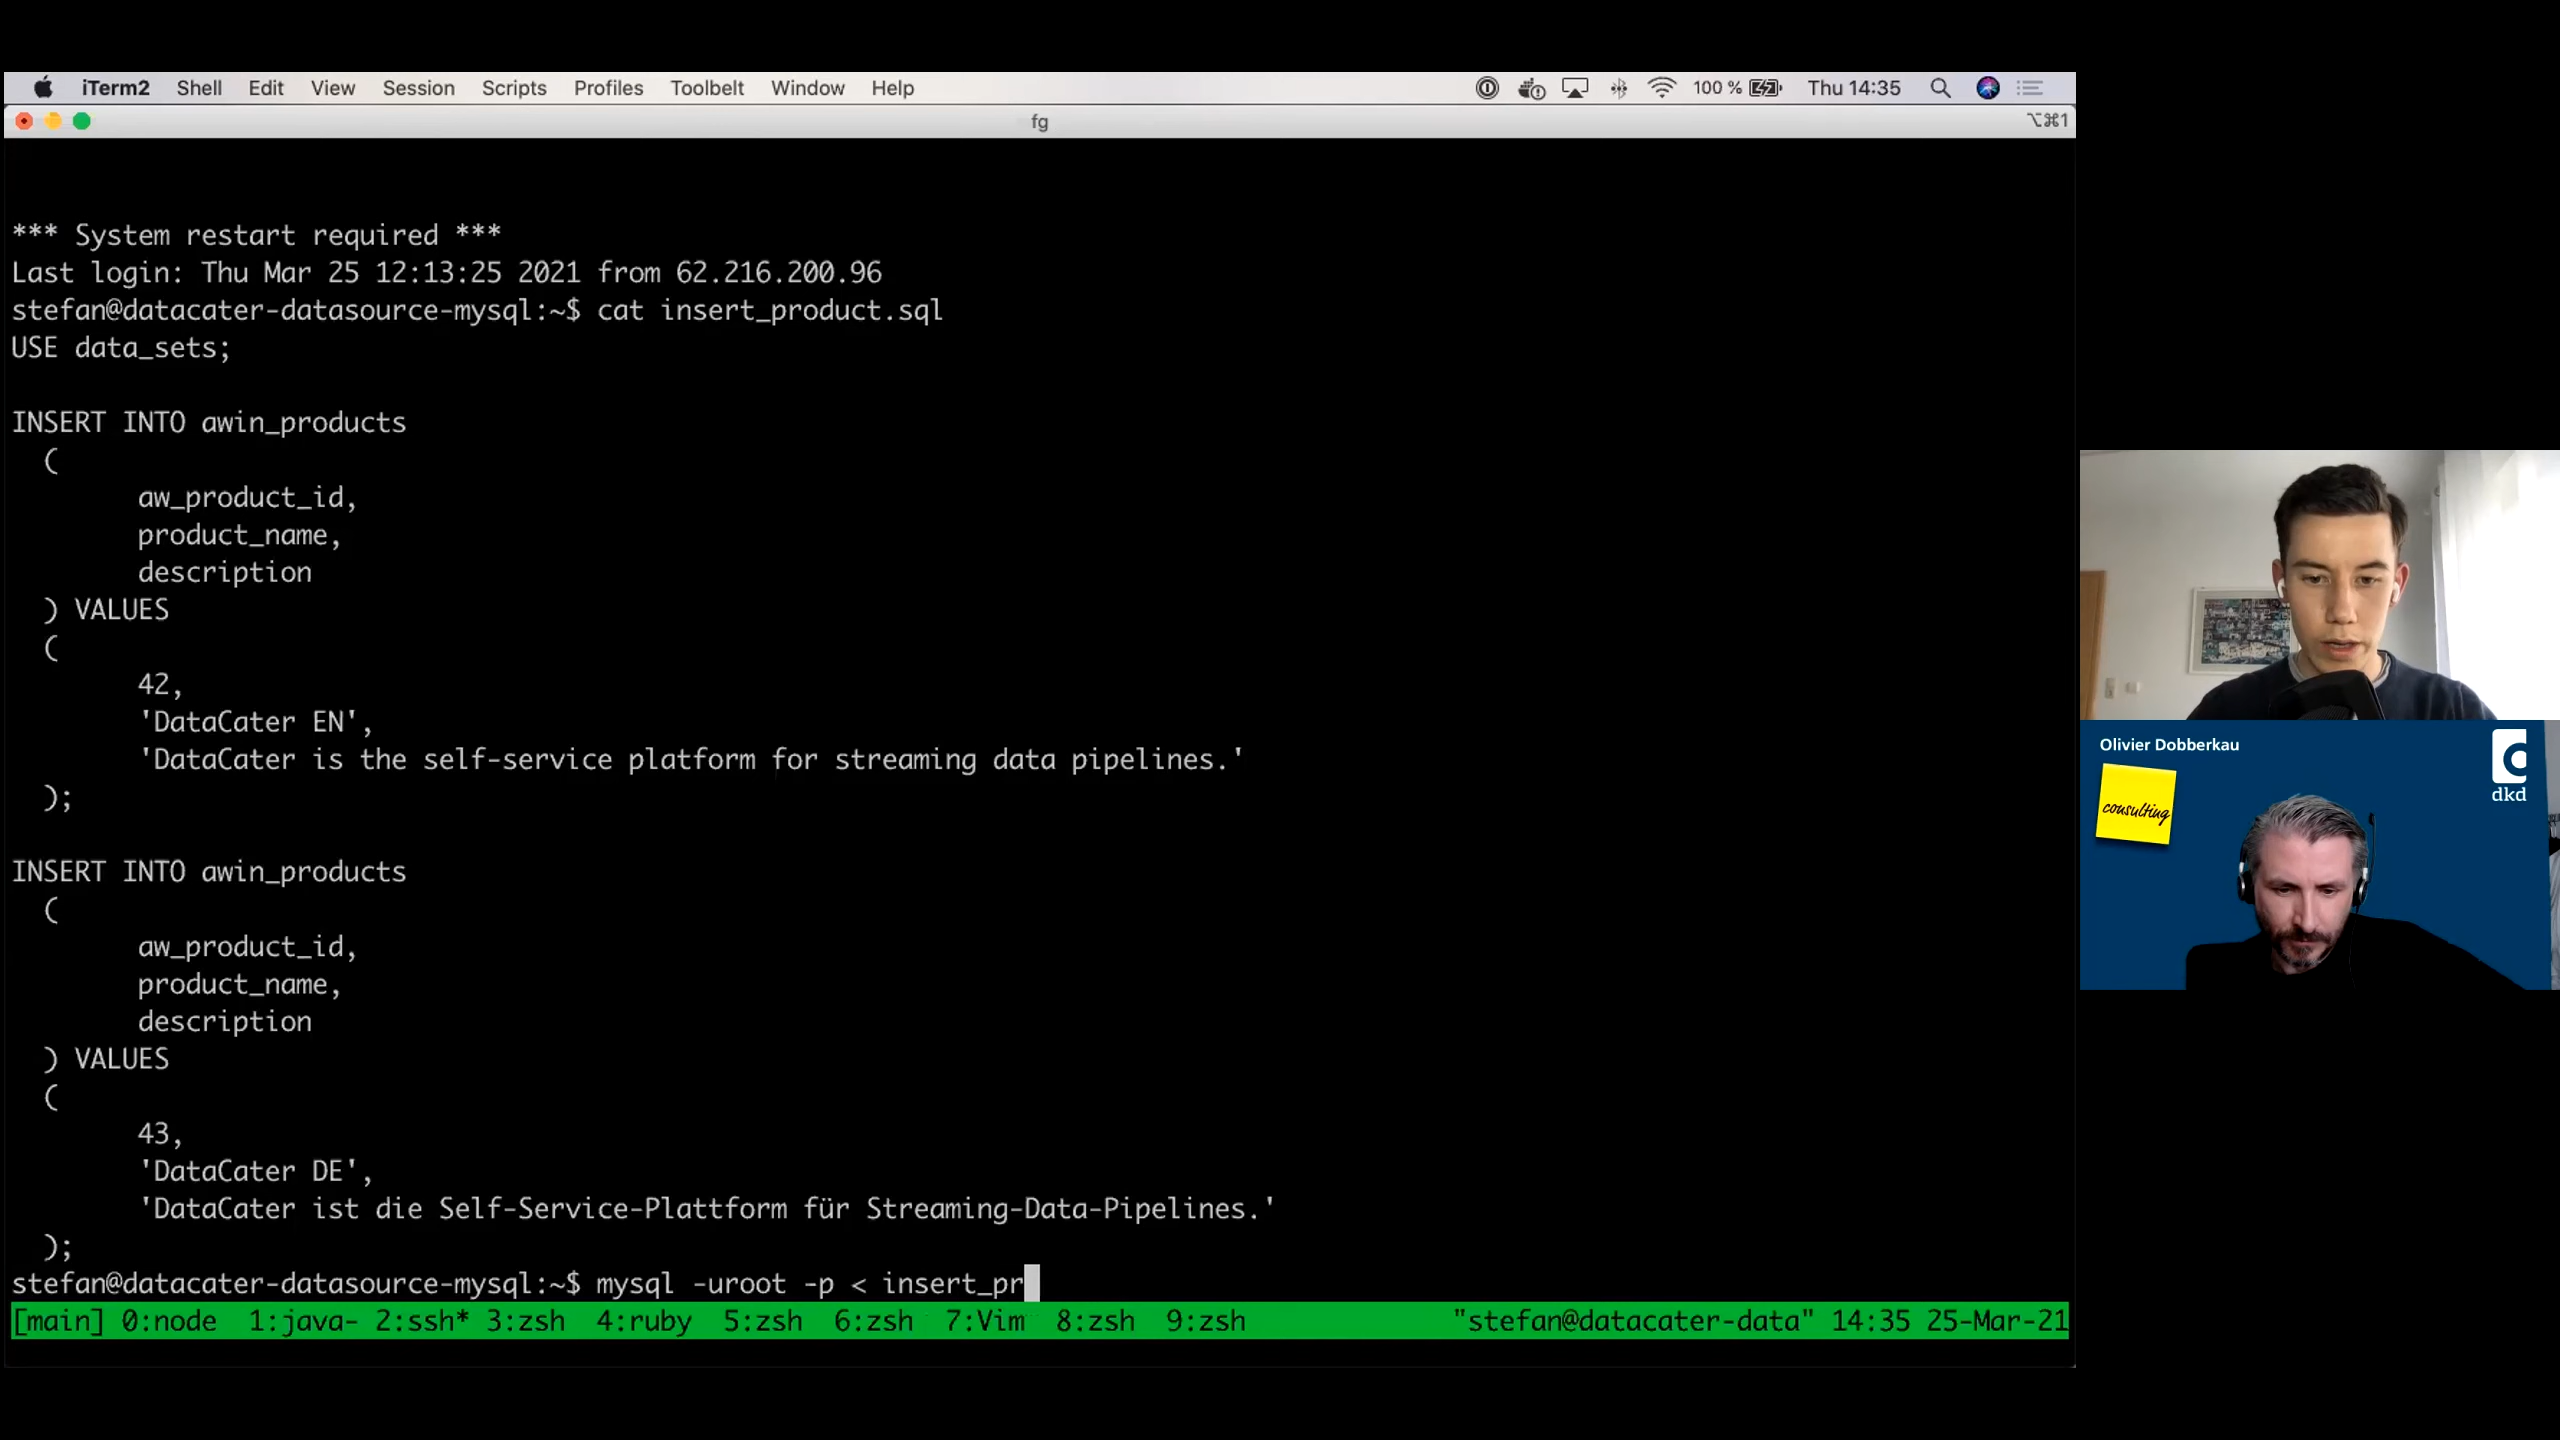 iTerm2 Shell Edit View Session Scripts Profiles Toolbelt Window Help 100 % Thu 14:35
fg ⌥⌘1
*** System restart required ***
Last login: Thu Mar 25 12:13:25 2021 from 62.216.200.96
stefan@datacater-datasource-mysql:~$ cat insert_product.sql
USE data_sets;
INSERT INTO awin_products
(
aw_product_id,
product_name,
description
) VALUES
(
42,
'DataCater EN',
'DataCater is the self-service platform for streaming data pipelines.'
);
INSERT INTO awin_products
(
aw_product_id,
product_name,
description
) VALUES
(
43,
'DataCater DE',
'DataCater ist die Self-Service-Plattform für Streaming-Data-Pipelines.'
);
stefan@datacater-datasource-mysql:~$ mysql -uroot -p < insert_pr
[main] 0:node 1:java- 2:ssh* 3:zsh 4:ruby 5:zsh 6:zsh 7:Vim 8:zsh 9:zsh "stefan@datacater-data" 14:35 25-Mar-21
Olivier Dobberkau
consulting
dkd